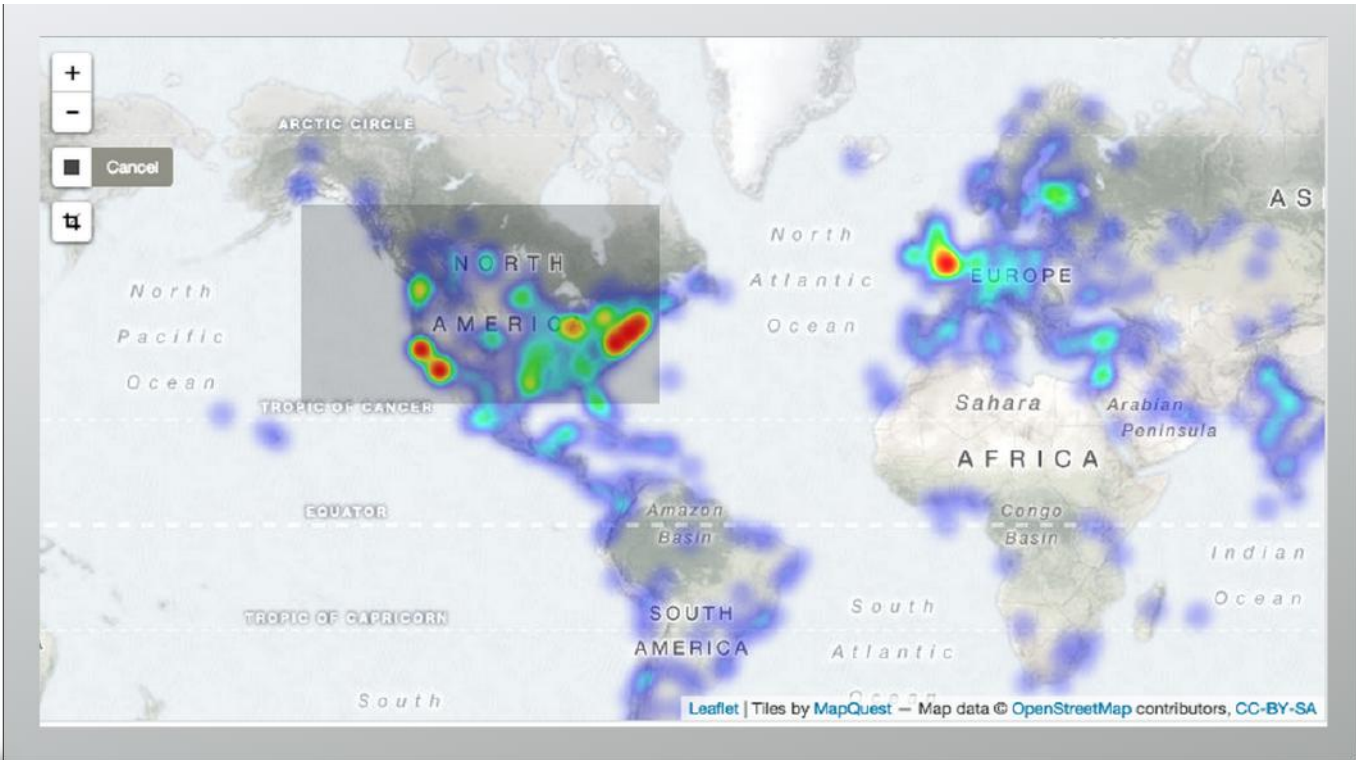 +
−
Cancel
ARCTIC CIRCLE
A S
NORTH
AMERIC
North
Pacific
Ocean
North
Atlantic
Ocean
EUROPE
TROPIC OF CANCER
Sahara
Arabian
Peninsula
AFRICA
EQUATOR
Amazon
Basin
Congo
Basin
Indian
Ocean
TROPIC OF CAPRICORN
SOUTH
AMERICA
South
Atlantic
Ocean
South
Leaflet | Tiles by MapQuest — Map data © OpenStreetMap contributors, CC-BY-SA